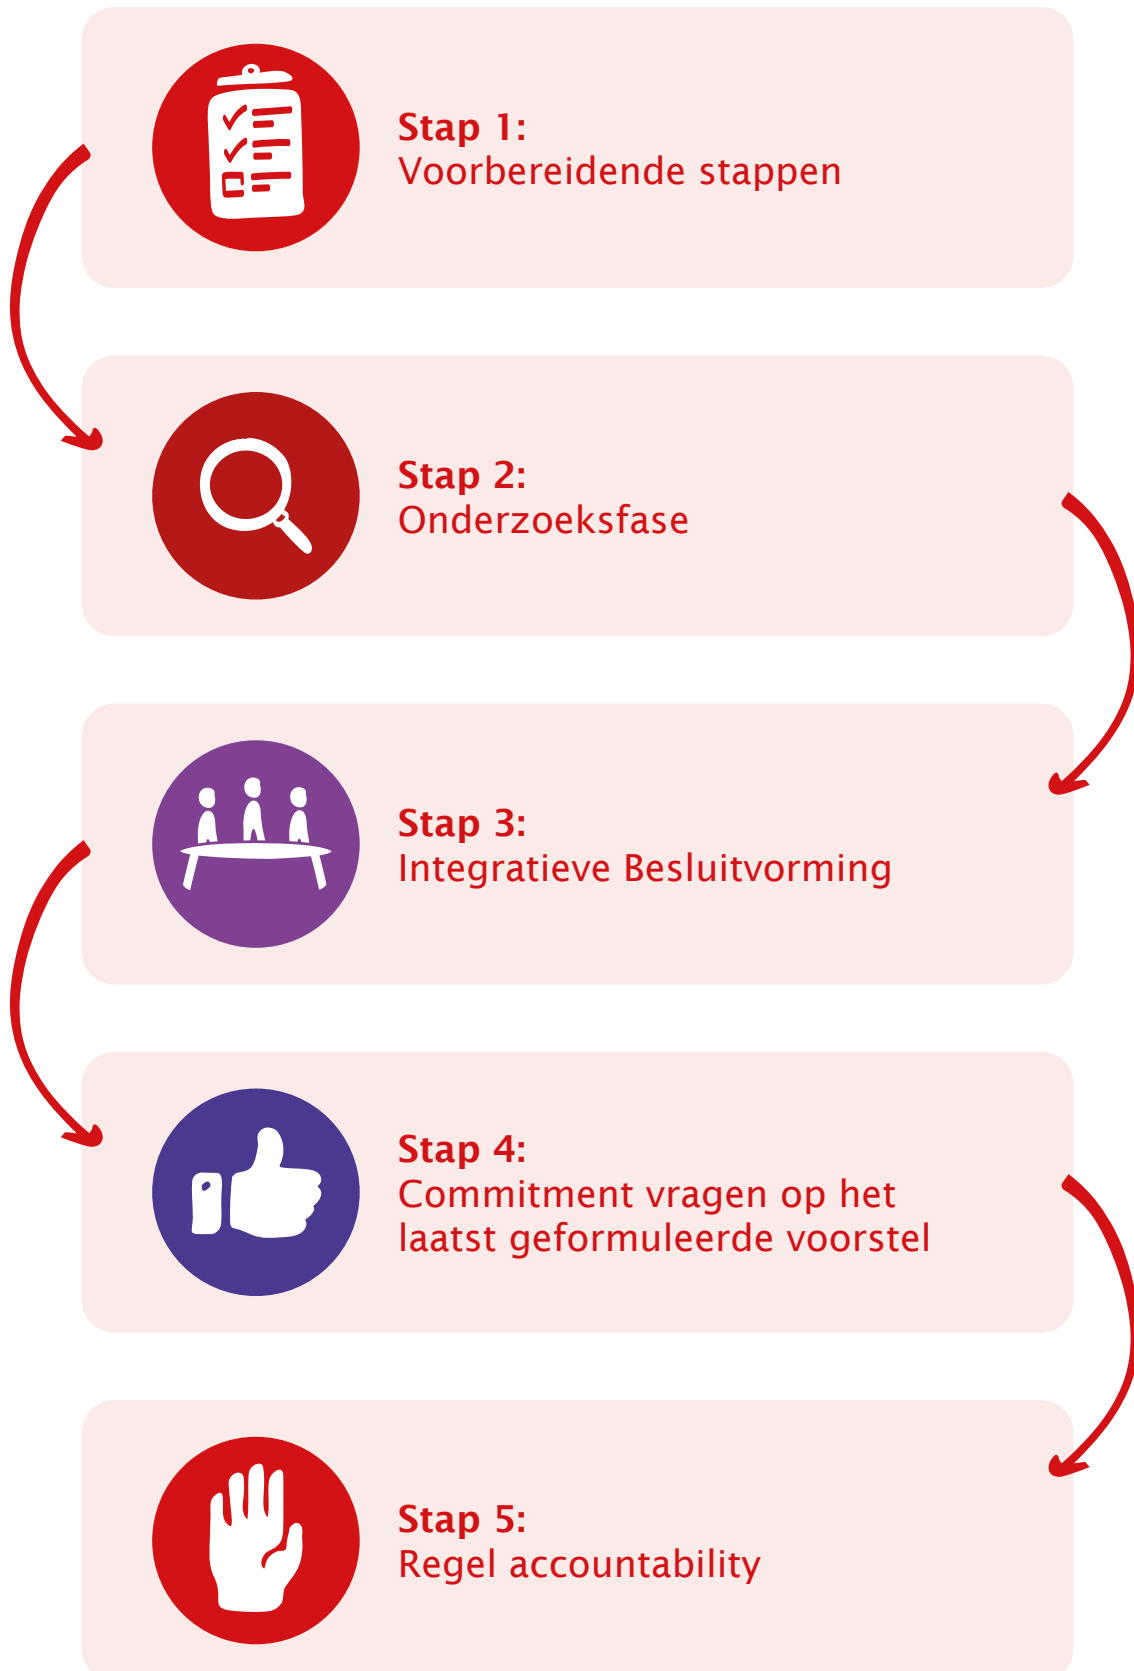 Stap 1:
Voorbereidende stappen
Stap 2:
Onderzoeksfase
Stap 3:
Integratieve Besluitvorming
Stap 4:
Commitment vragen op het
laatst geformuleerde voorstel
Stap 5:
Regel accountability